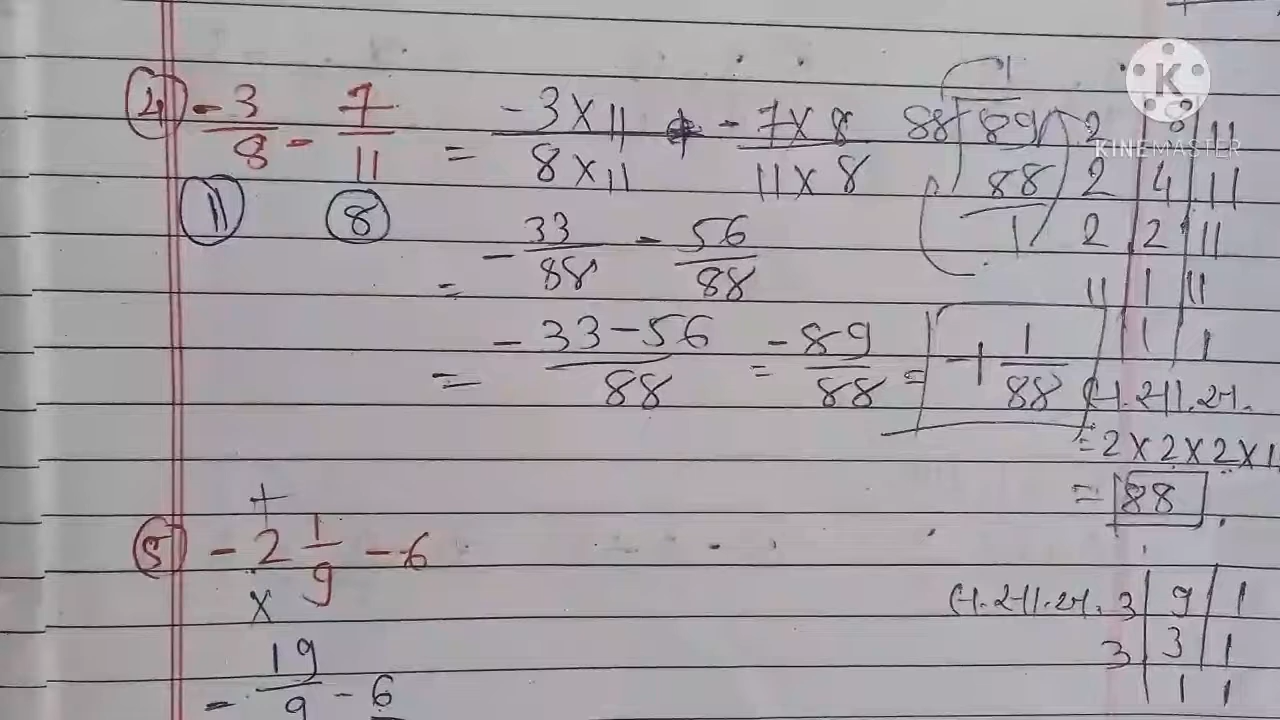 (4) -3/8 - 7/11 = -3×11/8×11 - 7×8/11×8
(11) (8)
= -33/88 - 56/88
= -33-56/88 = -89/88 = -1 1/88
88) 89 (1
88
1
2 | 8 | 11
2 | 4 | 11
2 | 2 | 11
11 | 1 | 11
| 1 | 1
= 2×2×2×1
= 88
(5) -2 1/9 - 6
+
×
- 19/9 - 6
3 | 9 | 1
3 | 3 | 1
| 1 | 1
K
KINEMASTER